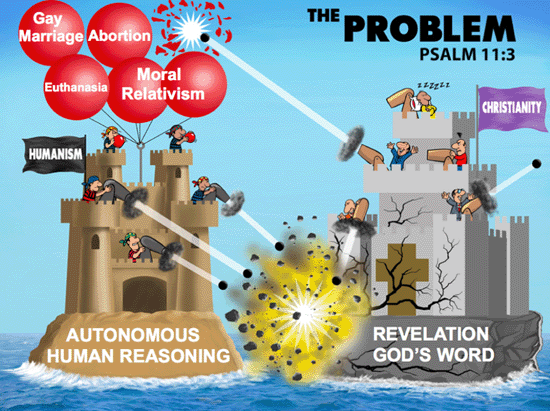 THE
PROBLEM
PSALM 11:3
Gay
Marriage
Abortion
Euthanasia
Moral
Relativism
HUMANISM
zzzzzz
CHRISTIANITY
AUTONOMOUS
HUMAN REASONING
REVELATION
GOD'S WORD